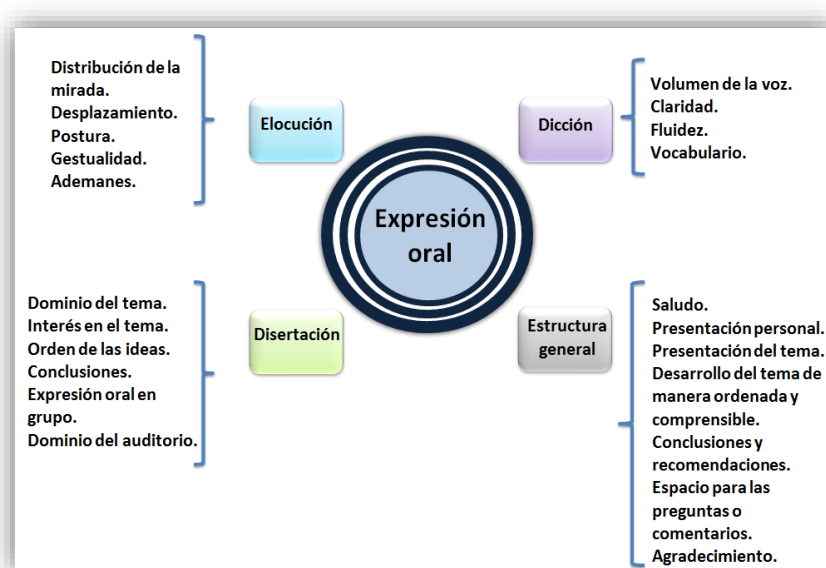 Distribución de la
mirada.
Desplazamiento.
Postura.
Gestualidad.
Ademanes.
Elocución
Dicción
Volumen de la voz.
Claridad.
Fluidez.
Vocabulario.
Expresión
oral
Dominio del tema.
Interés en el tema.
Orden de las ideas.
Conclusiones.
Expresión oral en
grupo.
Dominio del auditorio.
Disertación
Estructura
general
Saludo.
Presentación personal.
Presentación del tema.
Desarrollo del tema de
manera ordenada y
comprensible.
Conclusiones y
recomendaciones.
Espacio para las
preguntas o
comentarios.
Agradecimiento.